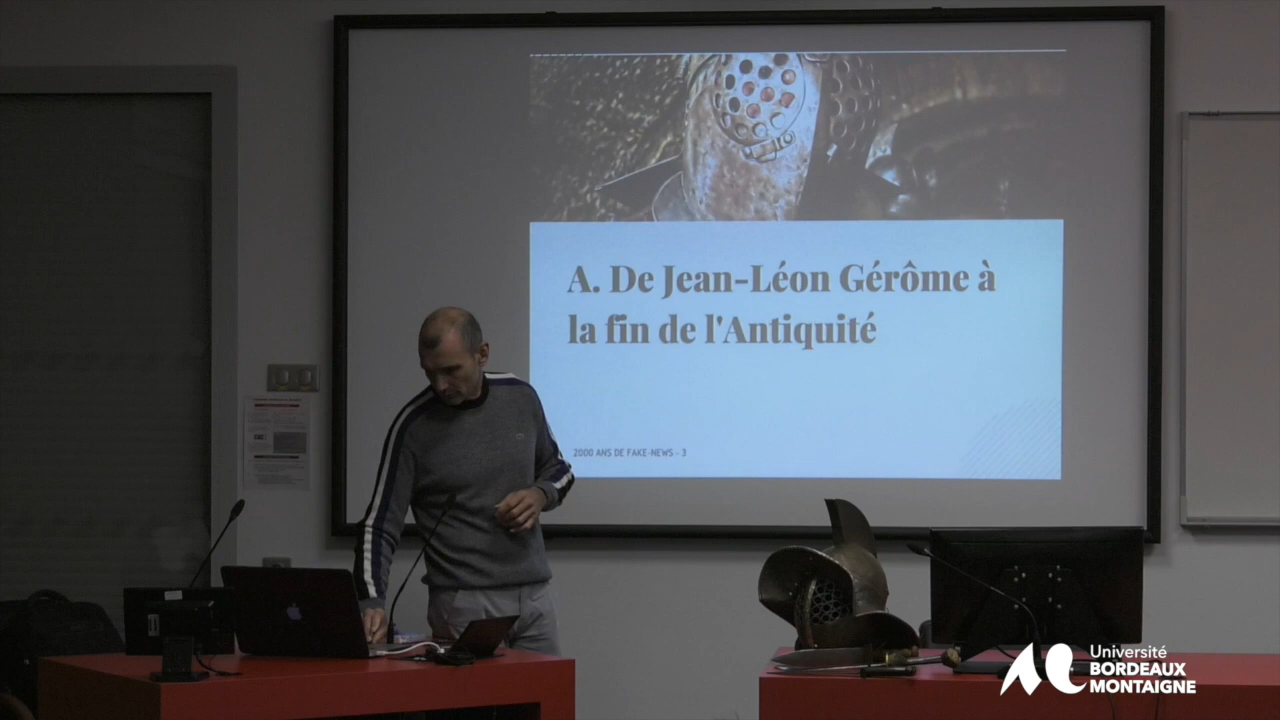 A. De Jean-Léon Gérôme à
la fin de l'Antiquité
2000 ANS DE FAKE-NEWS - 3
Université
BORDEAUX
MONTAIGNE